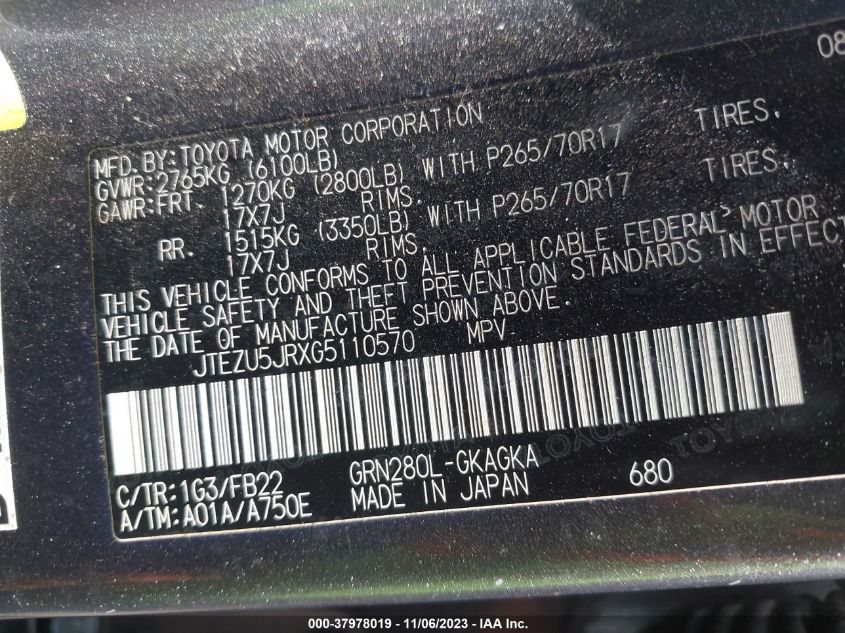 08
MFD.BY:TOYOTA MOTOR CORPORATION
GVWR:2765KG (6100LB)
GAWR:FRT. 1270KG (2800LB) WITH P265/70R17 TIRES,
17X7J RIMS.
RR. 1515KG (3350LB) WITH P265/70R17 TIRES,
17X7J RIMS.
THIS VEHICLE CONFORMS TO ALL APPLICABLE FEDERAL MOTOR
VEHICLE SAFETY AND THEFT PREVENTION STANDARDS IN EFFECT
THE DATE OF MANUFACTURE SHOWN ABOVE.
JTEZU5JRXG5110570 MPV
C/TR:1G3/FB22 GRN280L-GKAGKA
A/TM:A01A/A750E MADE IN JAPAN 680
000-37978019 - 11/06/2023 - © IAA, Inc.